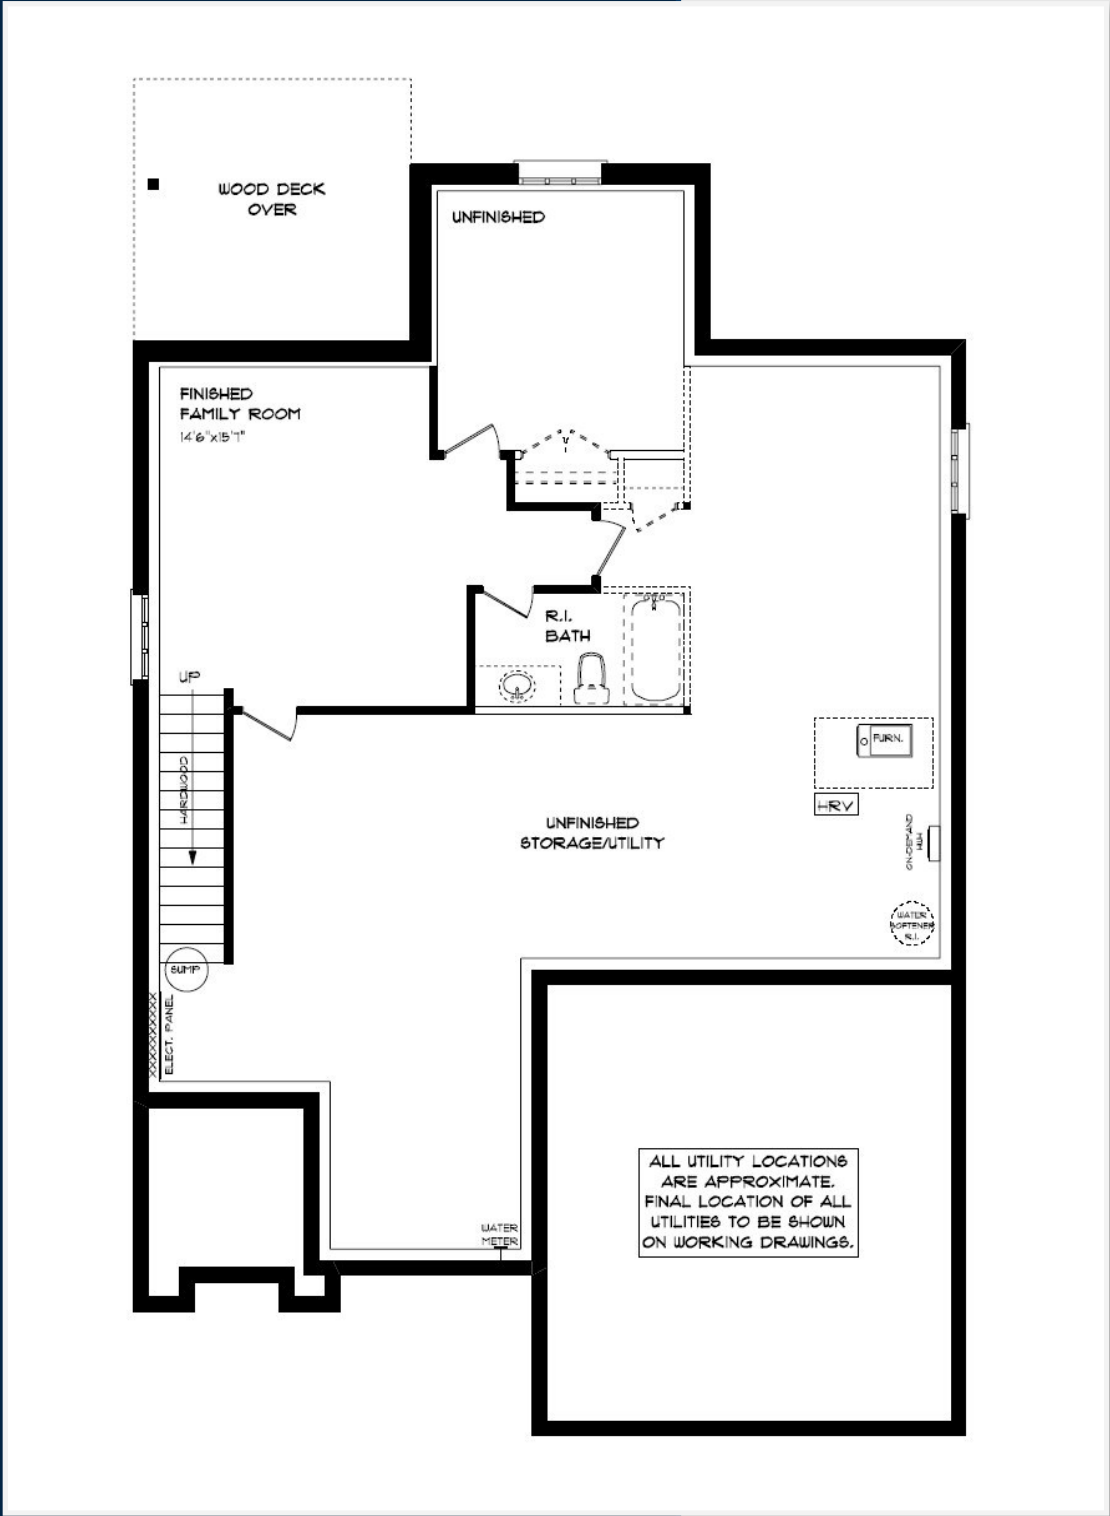 WOOD DECK
OVER
UNFINISHED
FINISHED
FAMILY ROOM
14'6"x15'7"
R.I.
BATH
UP
HARDWOOD
FURN.
HRV
UNFINISHED
STORAGE/UTILITY
ON-DEMAND
HWH
WATER
SOFTENER
R.I.
SUMP
ELECT. PANEL
ALL UTILITY LOCATIONS
ARE APPROXIMATE.
FINAL LOCATION OF ALL
UTILITIES TO BE SHOWN
ON WORKING DRAWINGS.
WATER
METER